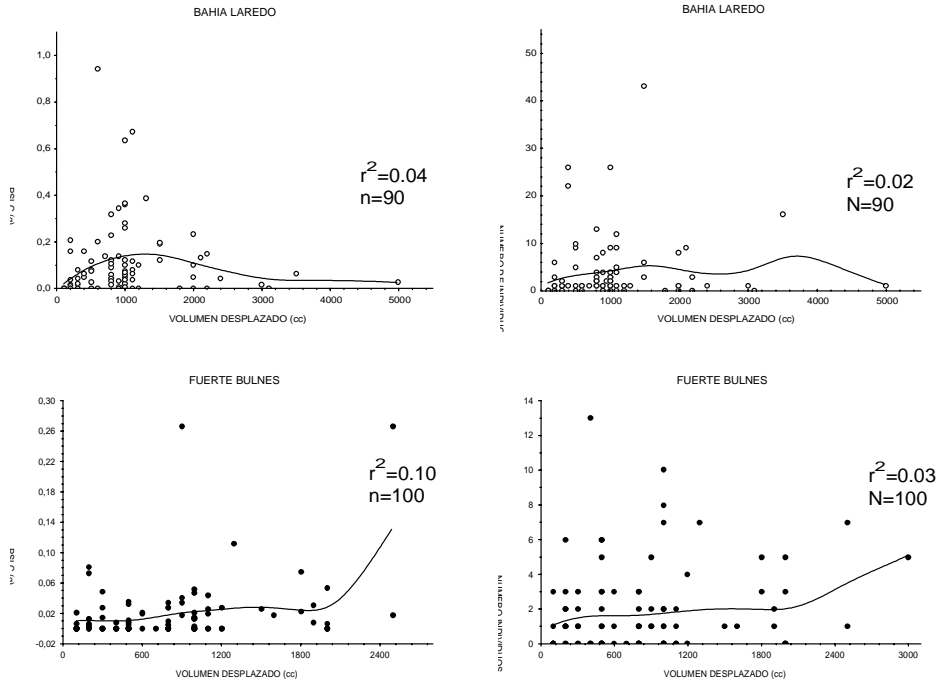 BAHIA LAREDO
1,0
0,8
0,6
0,4
0,2
0,0
r²=0.04
n=90
0 1000 2000 3000 4000 5000
VOLUMEN DESPLAZADO (cc)
BAHIA LAREDO
50
40
30
20
10
0
r²=0.02
N=90
0 1000 2000 3000 4000 5000
VOLUMEN DESPLAZADO (cc)
FUERTE BULNES
0,30
0,26
0,22
0,18
0,14
0,10
0,06
0,02
-0,02
r²=0.10
n=100
0 600 1200 1800 2400
VOLUMEN DESPLAZADO (cc)
FUERTE BULNES
14
12
10
8
6
4
2
0
r²=0.03
N=100
0 600 1200 1800 2400 3000
VOLUMEN DESPLAZADO (cc)